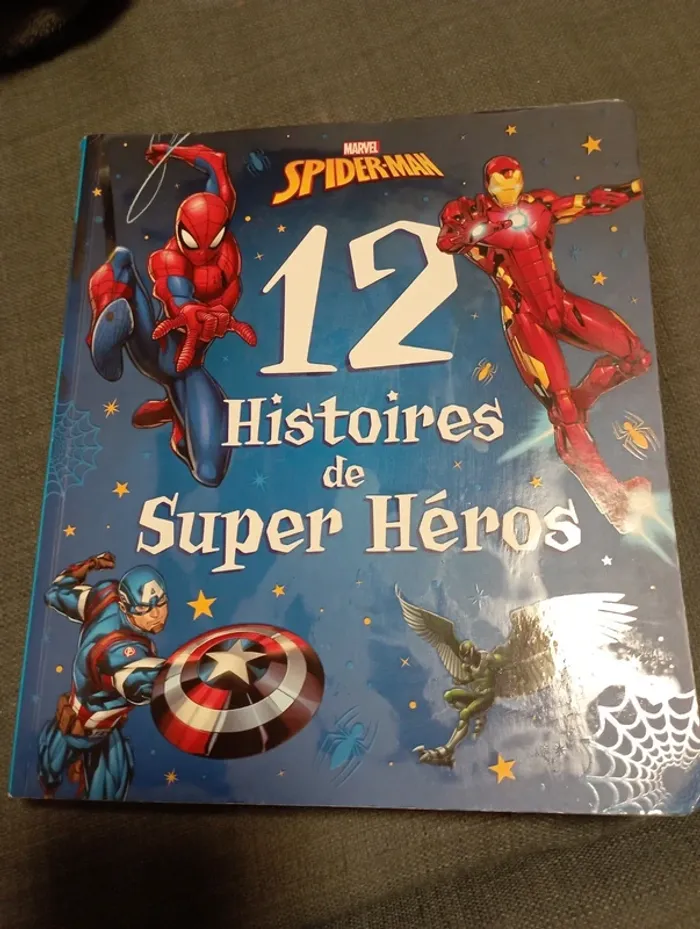 MARVEL
SPIDER-MAN
12
Histoires
de
Super Héros